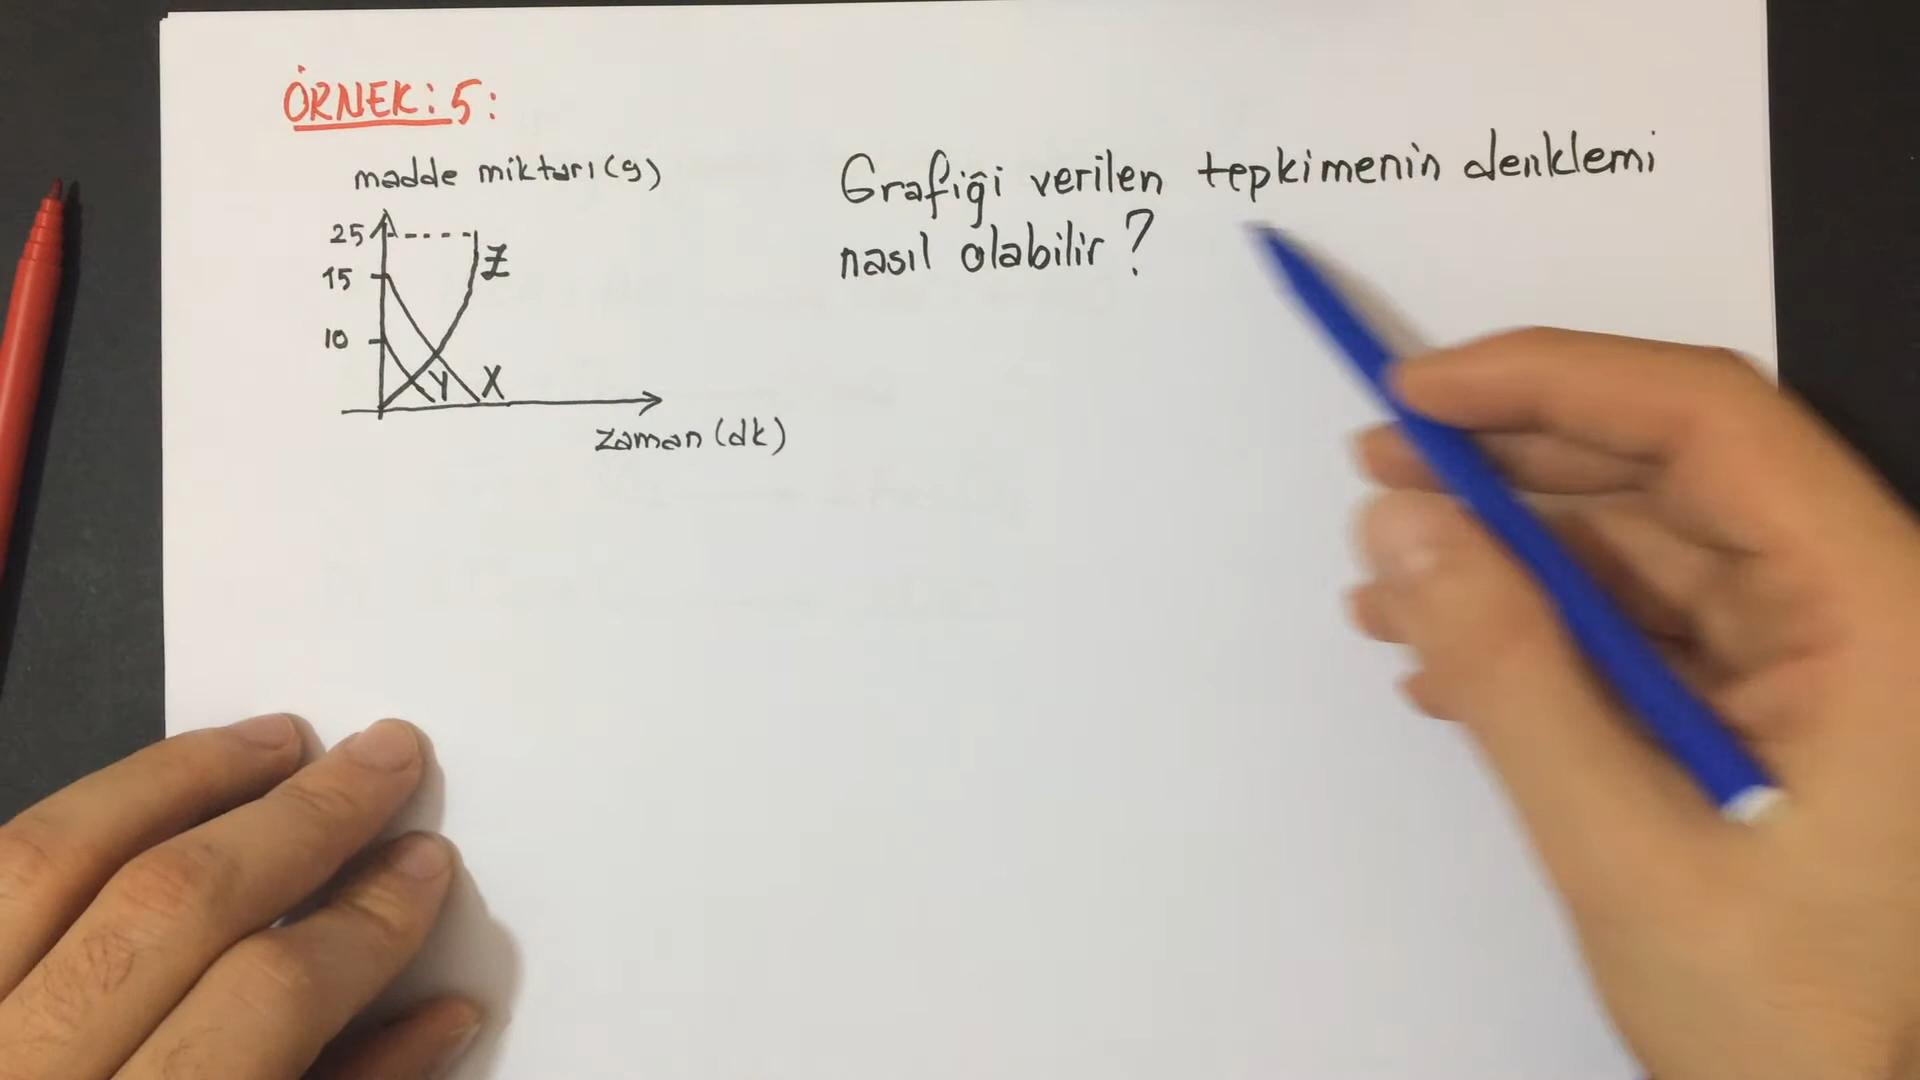 ÖRNEK: 5:
madde miktarı (g)
25
Z
15
10
Y X
zaman (dk)
Grafiği verilen tepkimenin denklemi
nasıl olabilir?